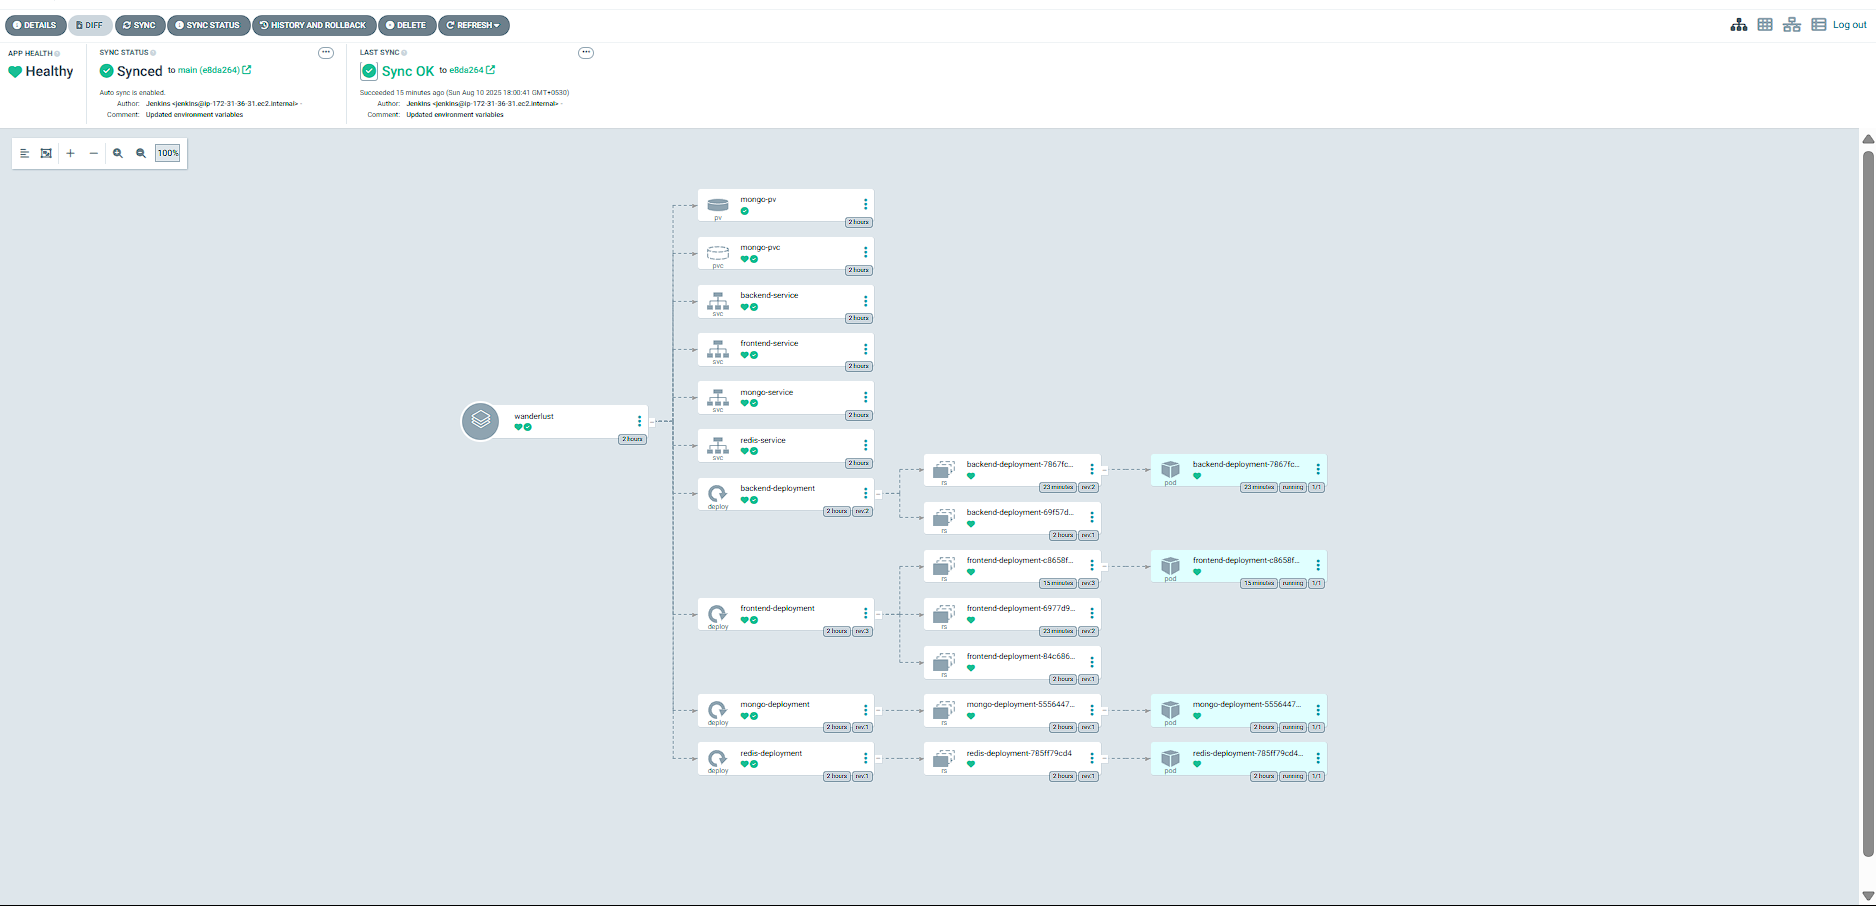 DETAILS DIFF SYNC SYNC STATUS HISTORY AND ROLLBACK DELETE REFRESH Log out
APP HEALTH
Healthy
SYNC STATUS
Synced to main (e8da264)
Auto sync is enabled.
Author: Jenkins <jenkins@ip-172-31-36-31.ec2.internal> -
Comment: Updated environment variables
LAST SYNC
Sync OK to e8da264
Succeeded 15 minutes ago (Sun Aug 10 2025 18:00:41 GMT+0530)
Author: Jenkins <jenkins@ip-172-31-36-31.ec2.internal> -
Comment: Updated environment variables
100%
wanderlust
2 hours
mongo-pv
pv
2 hours
mongo-pvc
pvc
2 hours
backend-service
svc
2 hours
frontend-service
svc
2 hours
mongo-service
svc
2 hours
redis-service
svc
2 hours
backend-deployment
deploy
2 hours rev:2
backend-deployment-7867fc...
rs
23 minutes rev:2
backend-deployment-7867fc...
pod
23 minutes running 1/1
backend-deployment-69f57d...
rs
2 hours rev:1
frontend-deployment
deploy
2 hours rev:3
frontend-deployment-c8658f...
rs
15 minutes rev:3
frontend-deployment-c8658f...
pod
15 minutes running 1/1
frontend-deployment-6977d9...
rs
23 minutes rev:2
frontend-deployment-84c686...
rs
2 hours rev:1
mongo-deployment
deploy
2 hours rev:1
mongo-deployment-5556447...
rs
2 hours rev:1
mongo-deployment-5556447...
pod
2 hours running 1/1
redis-deployment
deploy
2 hours rev:1
redis-deployment-785ff79cd4
rs
2 hours rev:1
redis-deployment-785ff79cd4...
pod
2 hours running 1/1